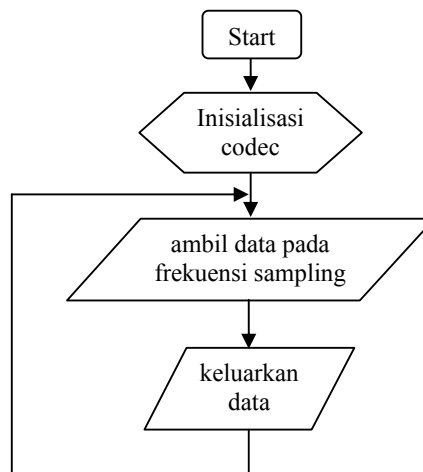 Start
Inisialisasi
codec
ambil data pada
frekuensi sampling
keluarkan
data